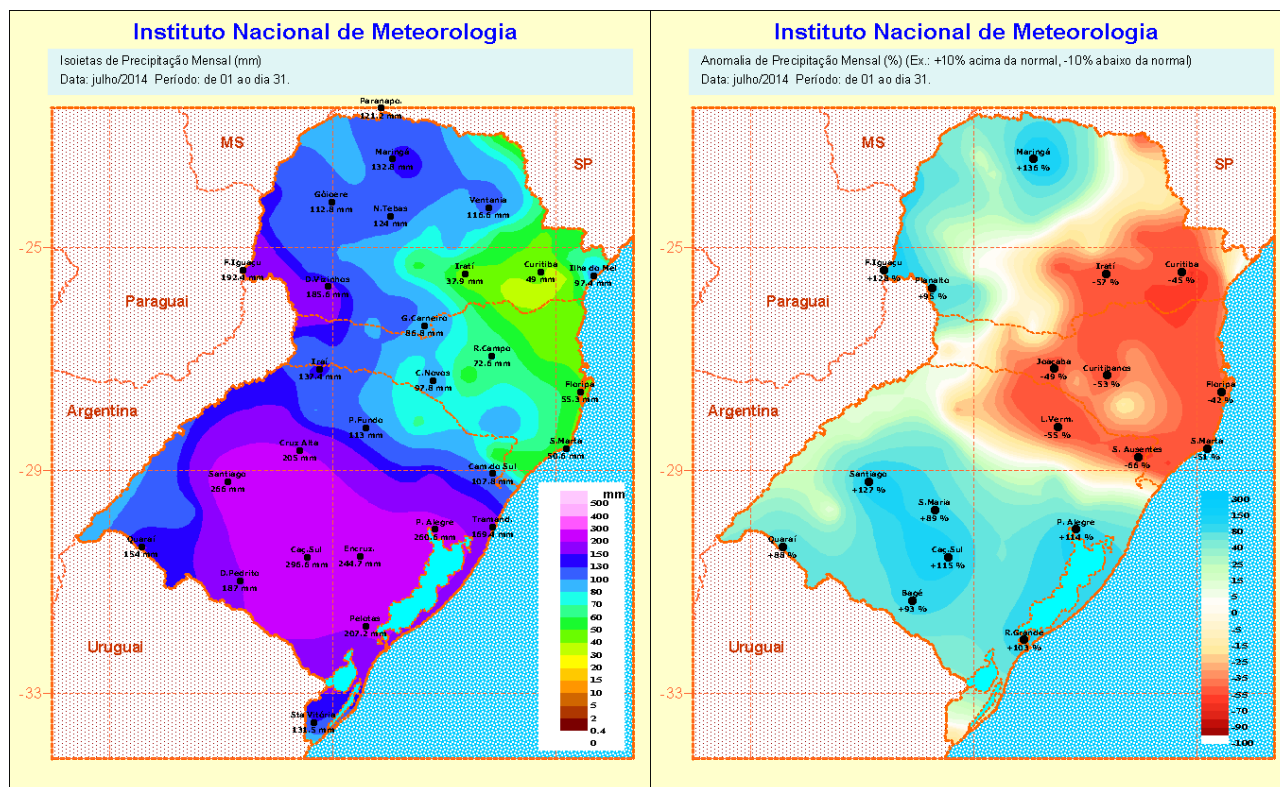 Instituto Nacional de Meteorologia
Isoietas de Precipitação Mensal (mm)
Data: julho/2014 Período: de 01 ao dia 31.
Paranapo.
121.2 mm
MS
Maringá
132.8 mm
SP
Góioere
112.8 mm
N.Tebas
124 mm
Ventania
116.6 mm
-25
F.Iguaçu
192.4 mm
D.Vizinhos
185.6 mm
Iratí
37.9 mm
Curitiba
49 mm
Ilha do Mel
97.4 mm
Paraguai
G.Carneiro
86.8 mm
R.Campo
72.6 mm
Iraí
137.4 mm
C.Novos
97.8 mm
Floripa
55.3 mm
Argentina
P.Fundo
113 mm
Cruz Alta
205 mm
S.Marta
50.6 mm
-29
Santiago
266 mm
Cam.do Sul
107.8 mm
P. Alegre
260.6 mm
Tramand.
159.4 mm
Quaraí
154 mm
Caç.Sul
296.6 mm
Encruz.
244.7 mm
D.Pedrito
187 mm
Pelotas
207.2 mm
Uruguai
-33
Sta Vitória
131.5 mm
mm
500
400
300
200
150
130
100
80
70
60
50
40
30
20
15
10
5
2
0.4
0
Instituto Nacional de Meteorologia
Anomalia de Precipitação Mensal (%) (Ex.: +10% acima da normal, -10% abaixo da normal)
Data: julho/2014 Período: de 01 ao dia 31.
MS
Maringá
+136 %
SP
-25
F.Iguaçu
+128 %
Planalto
+95 %
Iratí
-57 %
Curitiba
-45 %
Paraguai
Joaçaba
-49 %
Curitibanos
-53 %
Floripa
-42 %
Argentina
L.Verm.
-55 %
S. Ausentes
-66 %
S.Marta
-29
Santiago
+127 %
S.Maria
+89 %
P. Alegre
+114 %
Quaraí
+88 %
Caç.Sul
+115 %
Bagé
+93 %
R.Grande
+103 %
Uruguai
-33
300
150
80
40
25
15
5
0
-5
-15
-25
-35
-55
-70
-90
-100